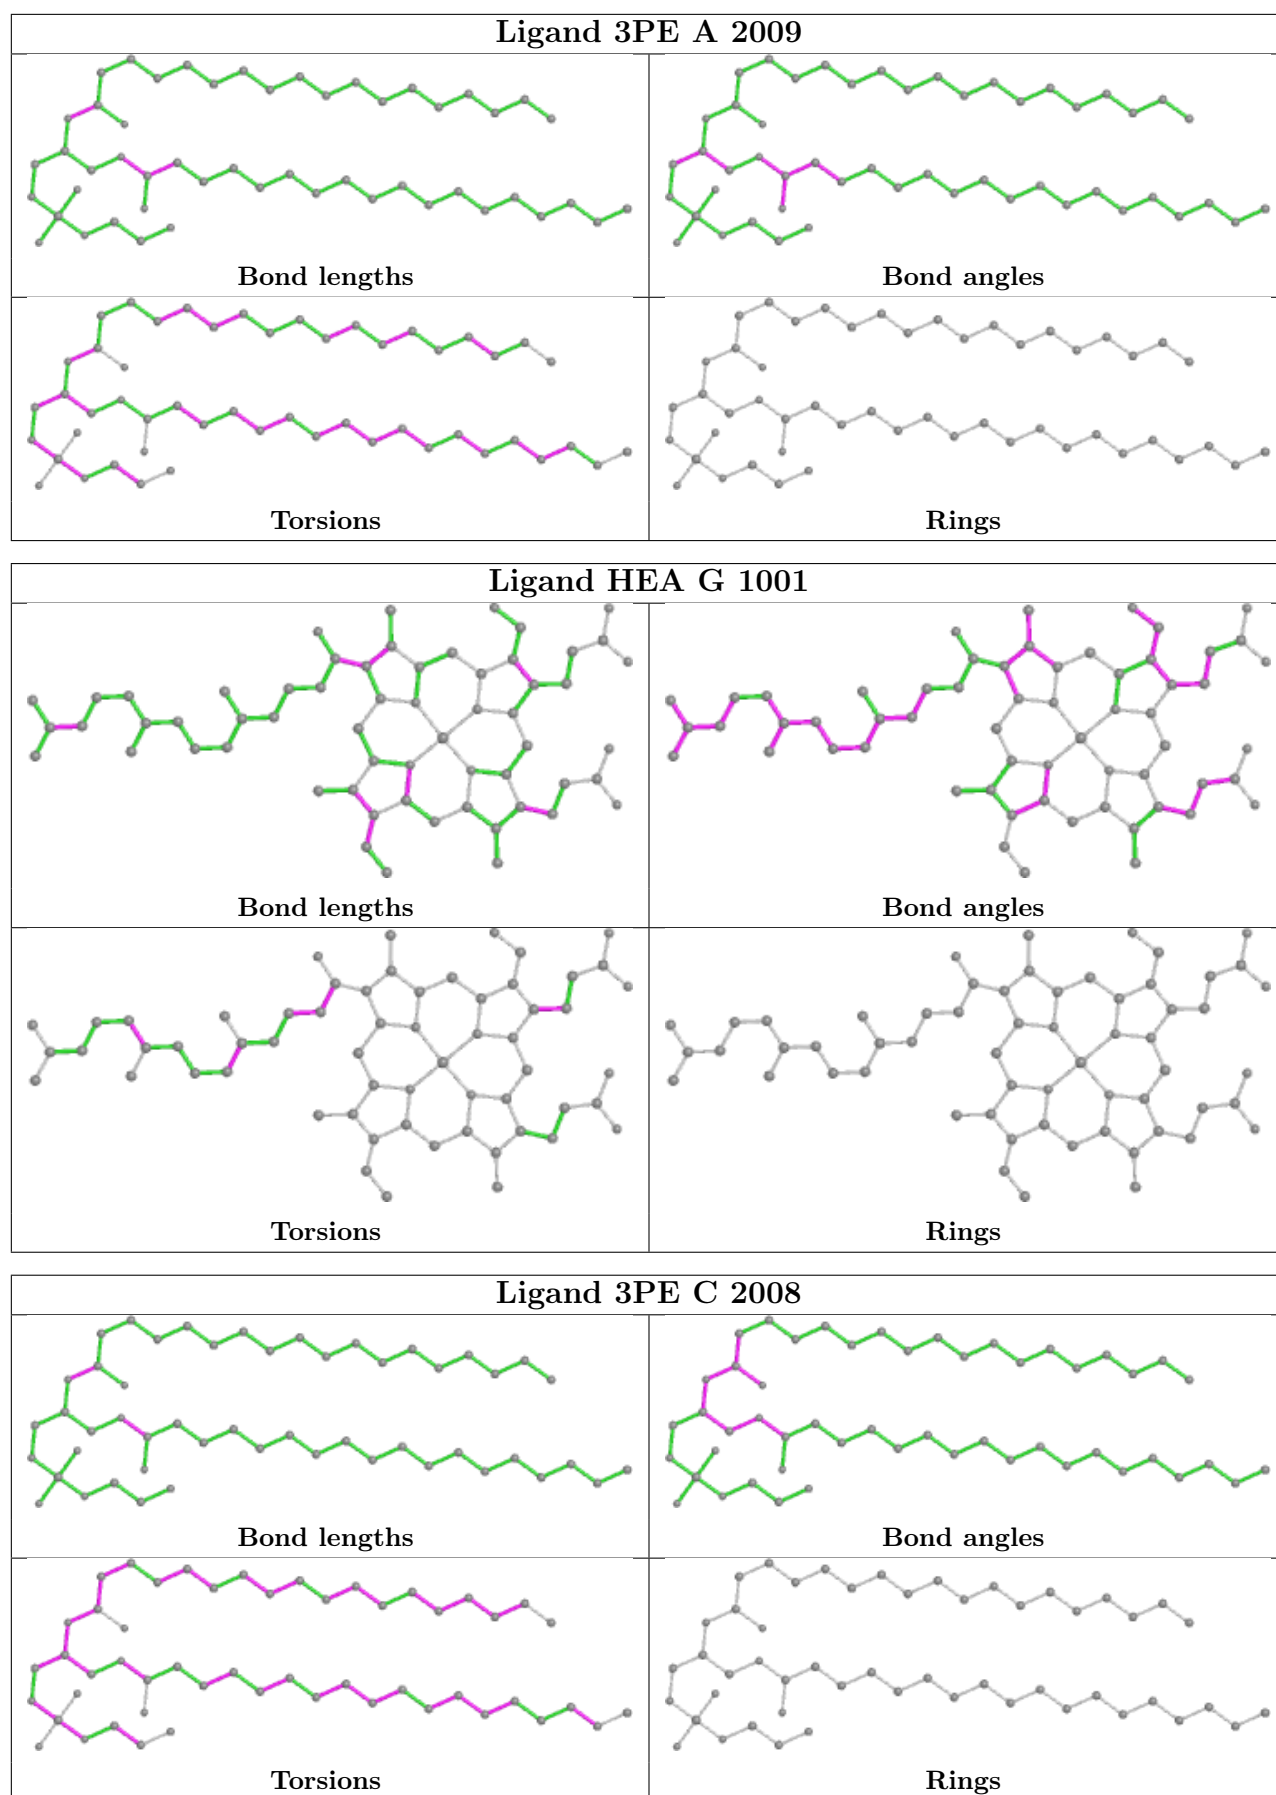 Ligand 3PE A 2009
Bond lengths
Bond angles
Torsions
Rings
Ligand HEA G 1001
Bond lengths
Bond angles
Torsions
Rings
Ligand 3PE C 2008
Bond lengths
Bond angles
Torsions
Rings